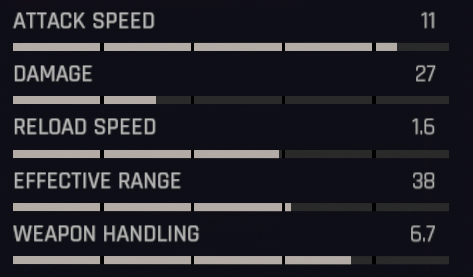 ATTACK SPEED 11
DAMAGE 27
RELOAD SPEED 1.6
EFFECTIVE RANGE 38
WEAPON HANDLING 6.7